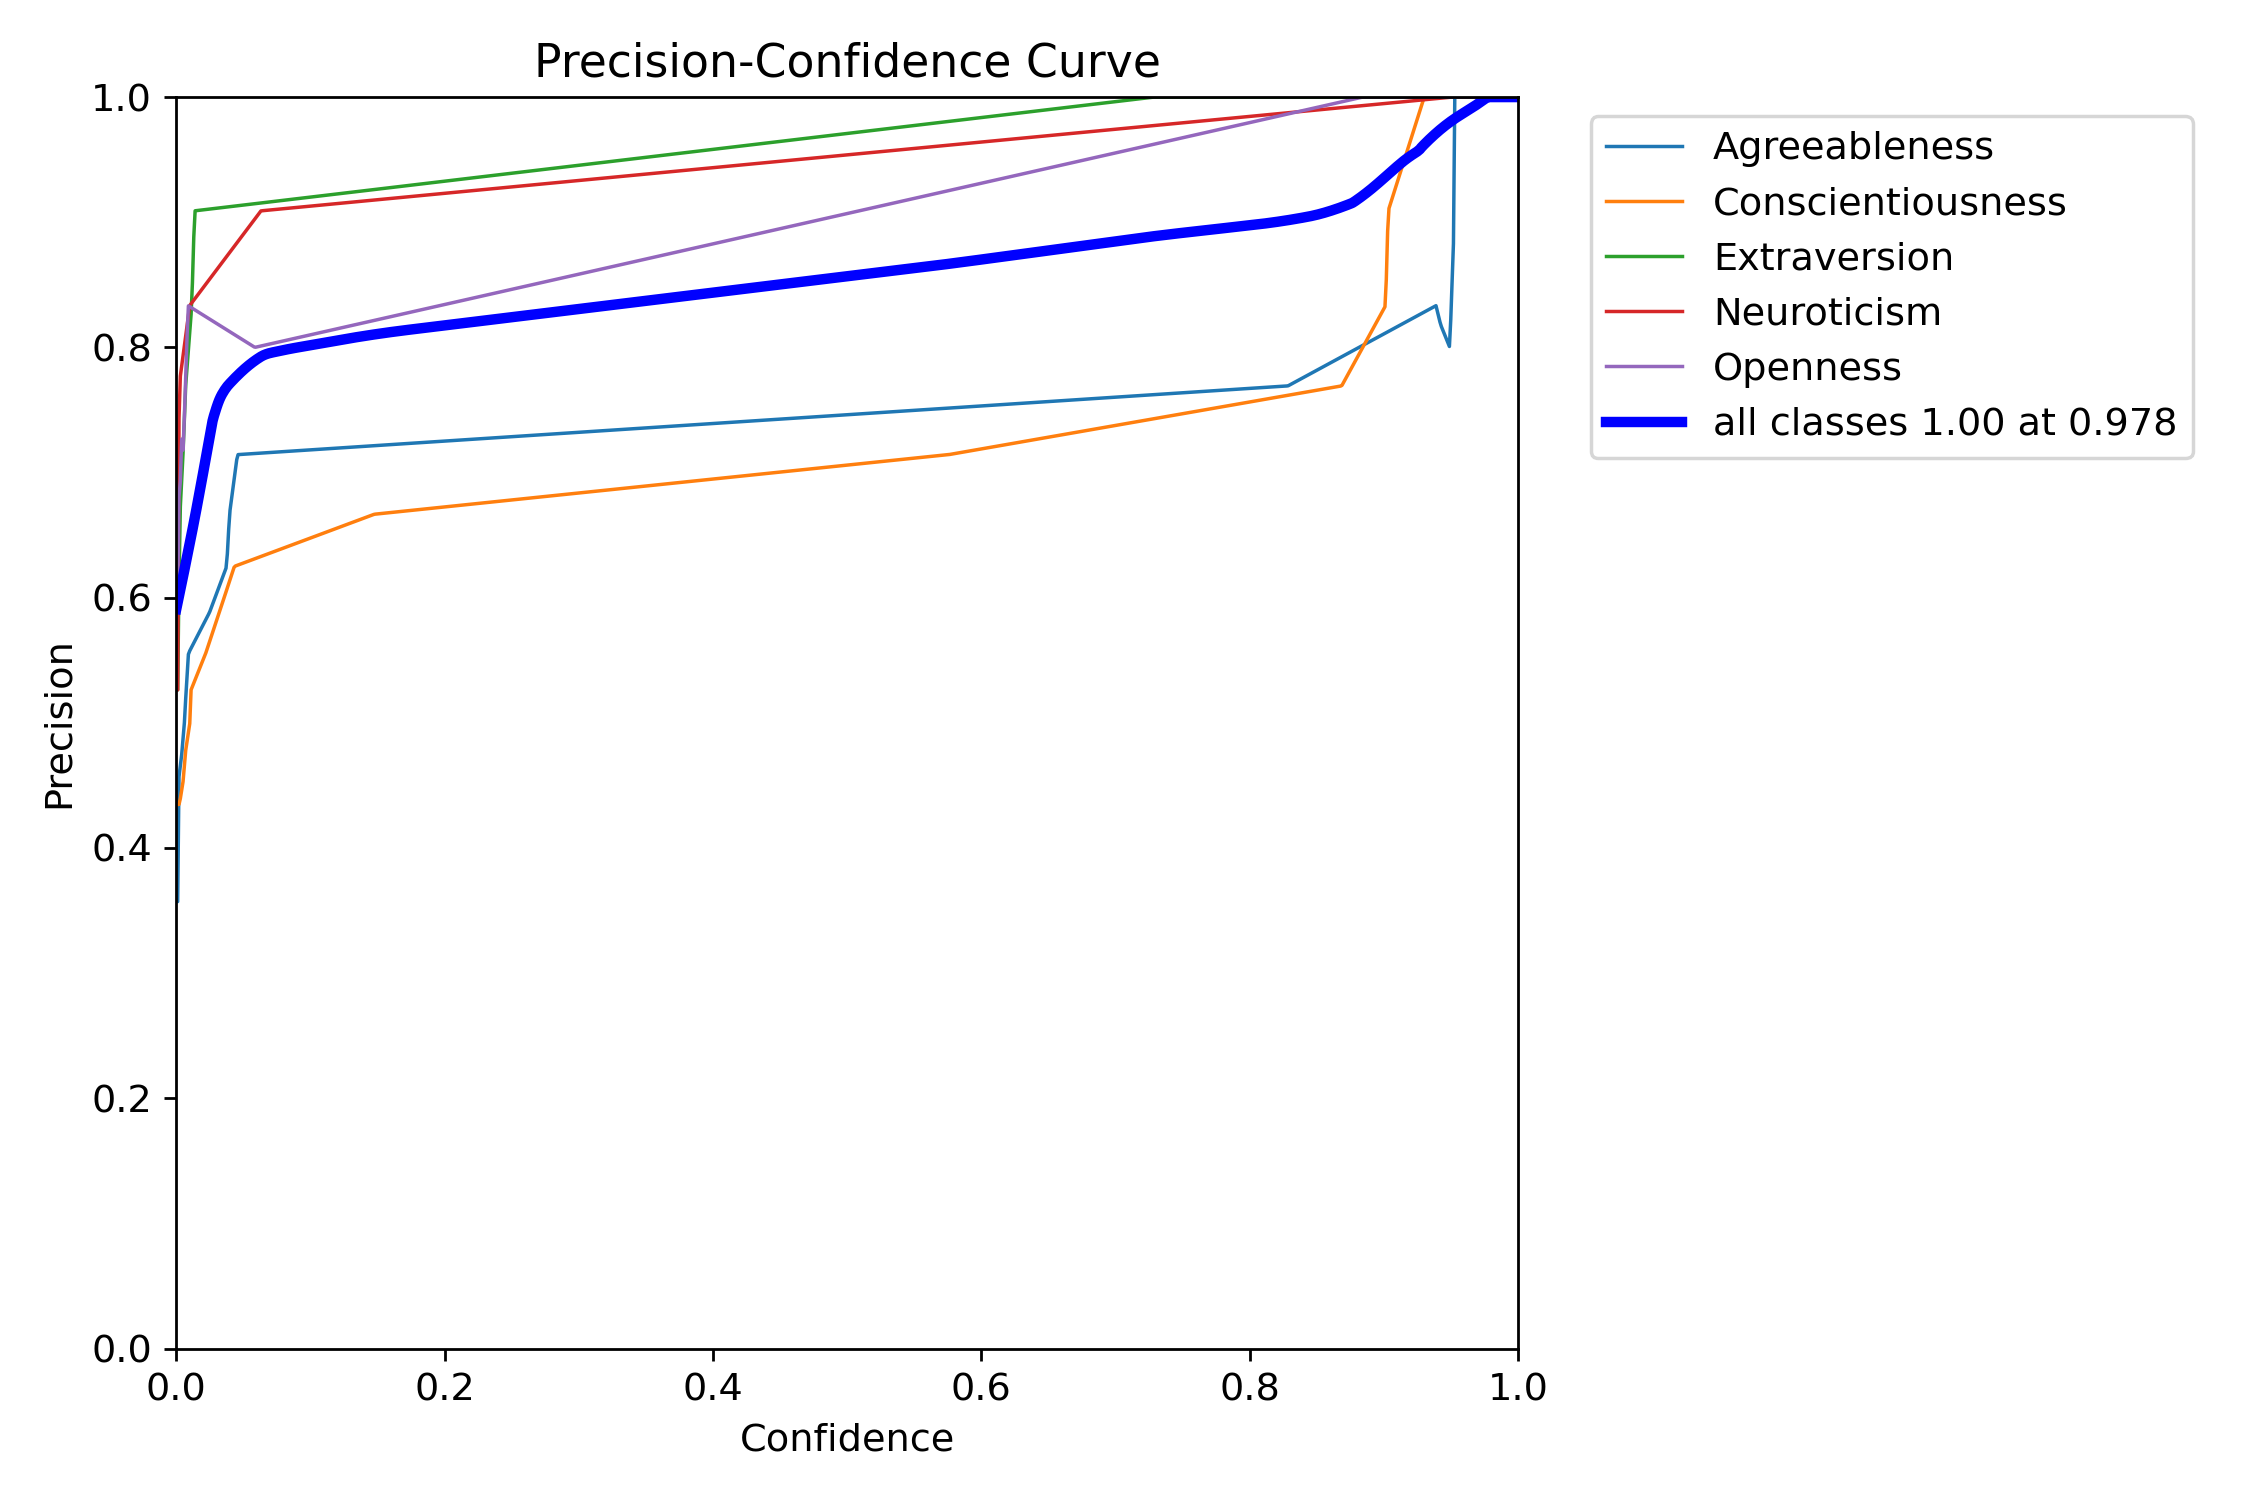 Precision-Confidence Curve
1.0
0.8
0.6
0.4
0.2
0.0
Precision
0.0 0.2 0.4 0.6 0.8 1.0
Confidence
Agreeableness
Conscientiousness
Extraversion
Neuroticism
Openness
all classes 1.00 at 0.978